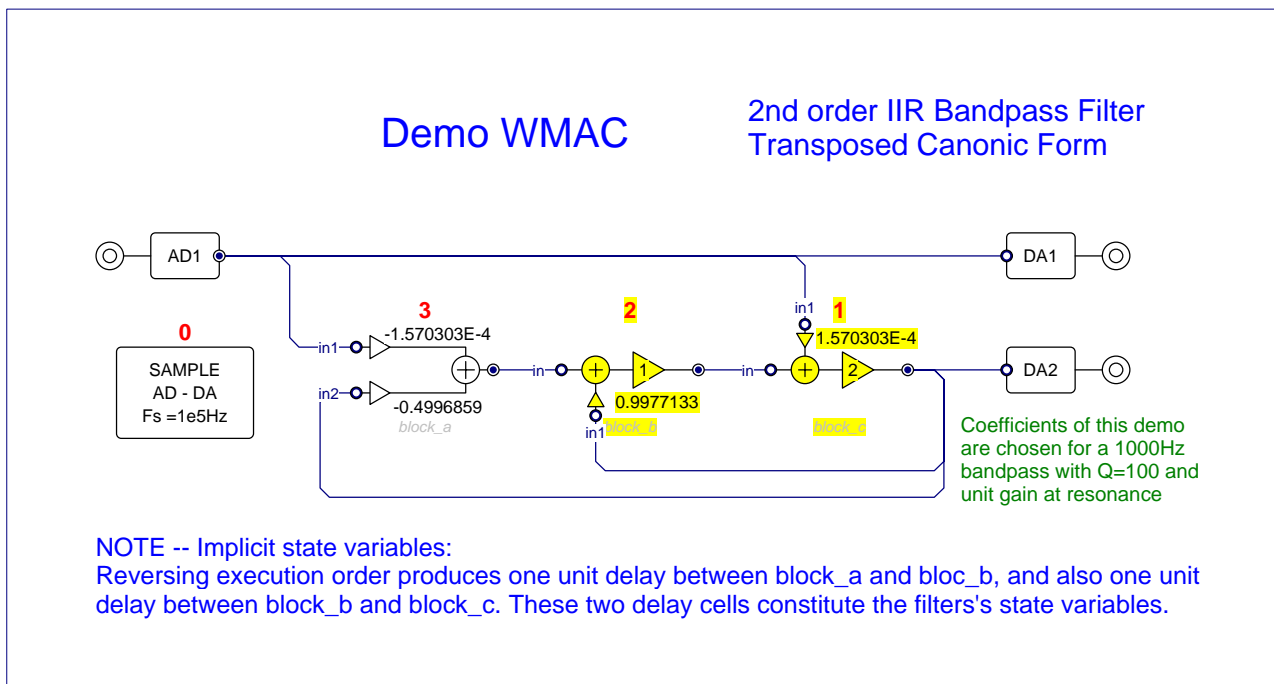 Demo WMAC
2nd order IIR Bandpass Filter
Transposed Canonic Form
AD1
DA1
0
SAMPLE
AD - DA
Fs =1e5Hz
3
-1.570303E-4
in1
in2
-0.4996859
block_a
in
2
1
0.9977133
in1
block_b
in
in1
1
1.570303E-4
2
block_c
DA2
Coefficients of this demo
are chosen for a 1000Hz
bandpass with Q=100 and
unit gain at resonance
NOTE -- Implicit state variables:
Reversing execution order produces one unit delay between block_a and bloc_b, and also one unit
delay between block_b and block_c. These two delay cells constitute the filters's state variables.